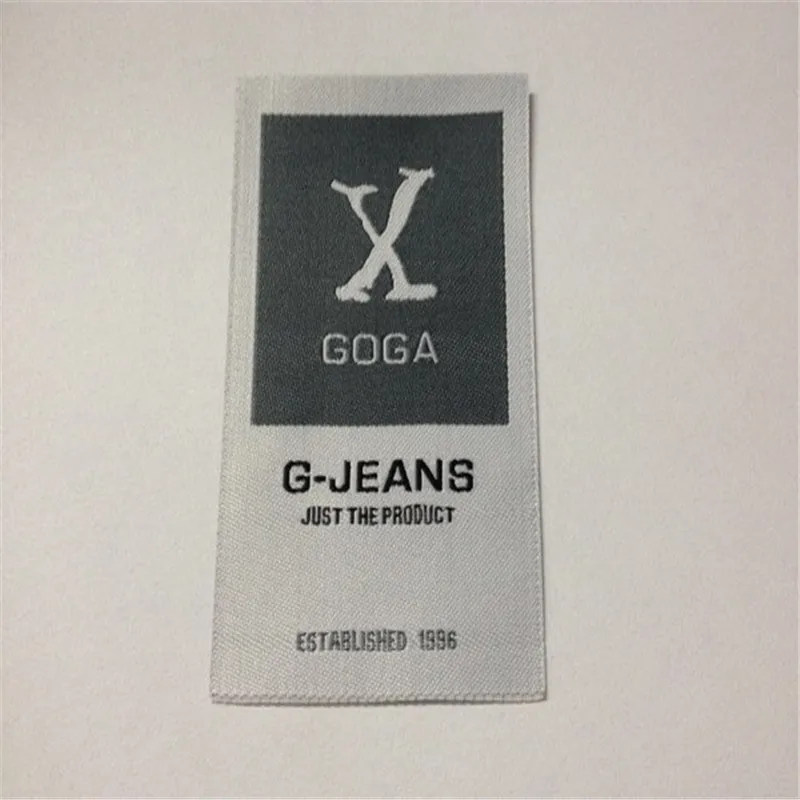 X
GOGA
G-JEANS
JUST THE PRODUCT
ESTABLISHED 1996